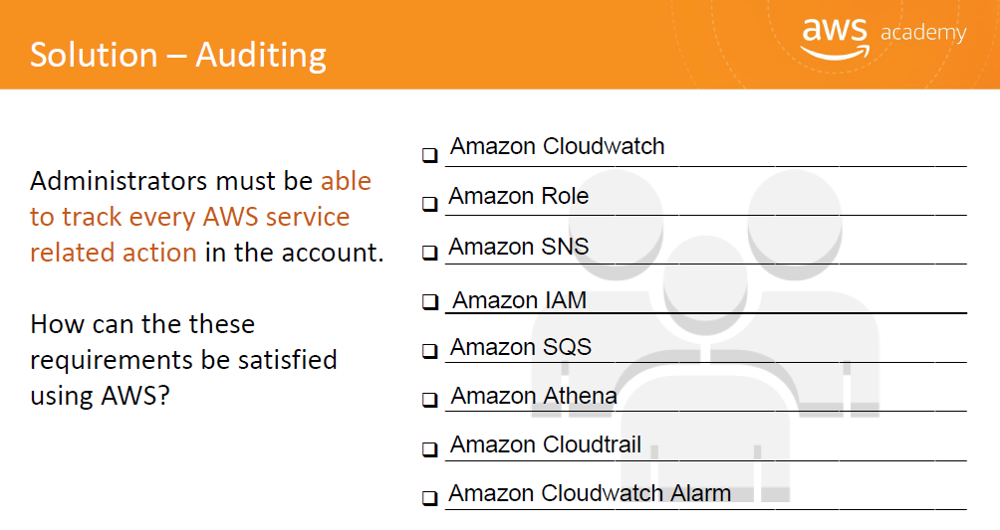 Solution – Auditing
aws academy
Administrators must be able
to track every AWS service
related action in the account.
How can the these
requirements be satisfied
using AWS?
Amazon Cloudwatch
Amazon Role
Amazon SNS
Amazon IAM
Amazon SQS
Amazon Athena
Amazon Cloudtrail
Amazon Cloudwatch Alarm